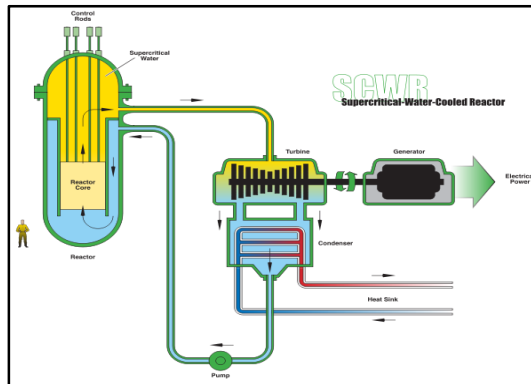 Control
Rods
Supercritical
Water
SCWR
Supercritical-Water-Cooled Reactor
Turbine
Generator
Electrical
Power
Reactor
Core
Condenser
Reactor
Heat Sink
Pump